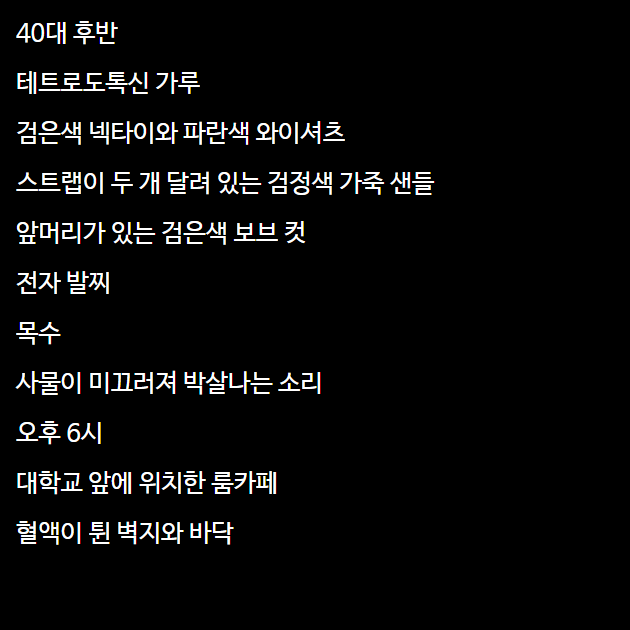 40대 후반
테트로도톡신 가루
검은색 넥타이와 파란색 와이셔츠
스트랩이 두 개 달려 있는 검정색 가죽 샌들
앞머리가 있는 검은색 보브 컷
전자 발찌
목수
사물이 미끄러져 박살나는 소리
오후 6시
대학교 앞에 위치한 룸카페
혈액이 튄 벽지와 바닥